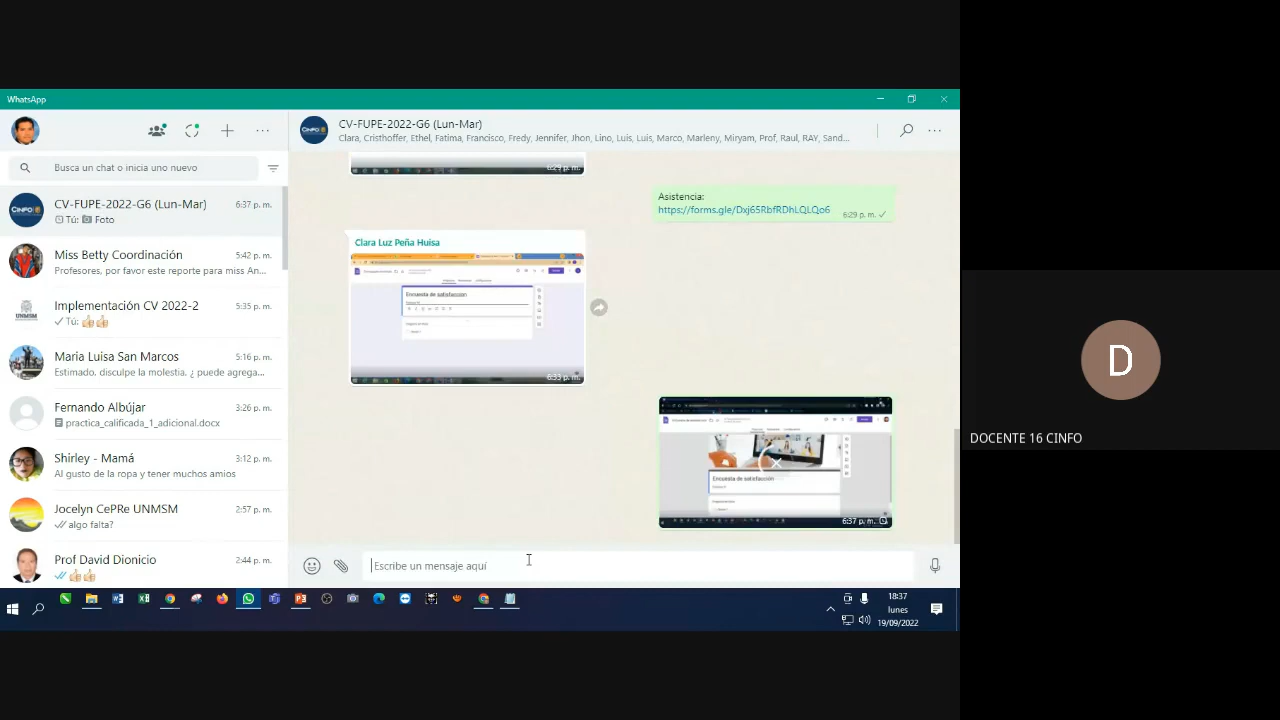 WhatsApp
CV-FUPE-2022-G6 (Lun-Mar)
Clara, Cristhoffer, Ethel, Fatima, Francisco, Fredy, Jennifer, Jhon, Lino, Luis, Luis, Marco, Marleny, Miryam, Prof, Raul, RAY, Sand...
Busca un chat o inicia uno nuevo
CV-FUPE-2022-G6 (Lun-Mar) 6:37 p. m.
Tú: Foto
Miss Betty Coordinación 5:42 p. m.
Profesores, por favor este reporte para miss An...
Implementación FI-2022-2 5:35 p. m.
Tú: 👍👍
Maria Luisa San Marcos 5:16 p. m.
Estimado. disculpe la molestia. ¿ puede agrega...
Fernando Albújar 3:26 p. m.
practica_calificada_adicional.docx
Shirley - Mamá 3:12 p. m.
Al gusto de la ropa y tener muchos amigos
Jocelyn CePre UNMSM 2:57 p. m.
algo falta?
Prof David Dionicio 2:44 p. m.
👍👍
6:29 p. m.
Asistencia:
https://forms.gle/Dxj65RbfRDhLQLQo6
6:29 p. m.
Clara Luz Peña Huisa
Encuesta de satisfacción
6:33 p. m.
Encuesta de satisfacción
6:37 p. m.
Escribe un mensaje aquí
18:37
lunes
19/09/2022
D
DOCENTE 16 CINFO